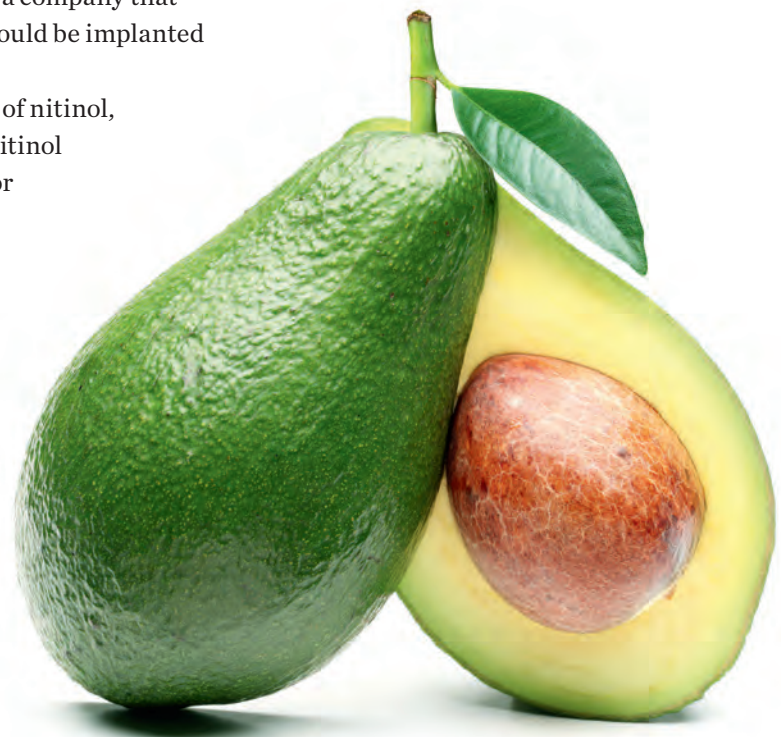 a company that
ould be implanted
of nitinol,
itinol
or